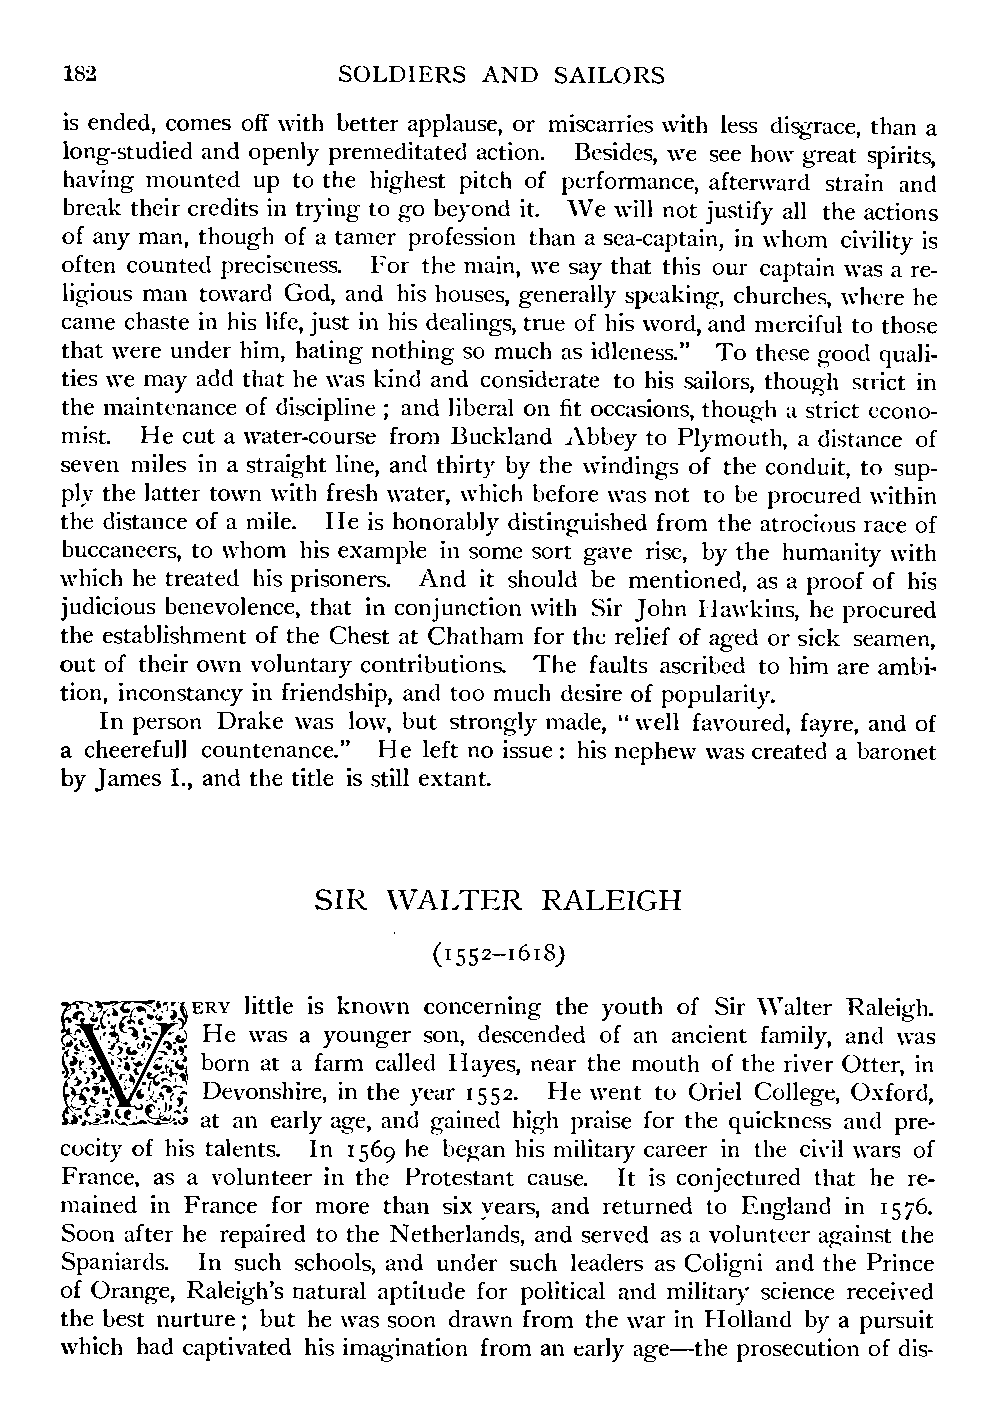 182 SOLDIERS AND SAILORS
is ended, comes off with better applause, or miscarries with less disgrace, than a
long-studied and openly premeditated action. Besides, we see how great spirits,
having mounted up to the highest pitch of performance, afterward strain and
break their credits in trying to go beyond it. We will not justify all the actions
of any man, though of a tamer profession than a sea-captain, in whom civility is
often counted preciseness. For the main, we say that this our captain was a re-
ligious man toward God, and his houses, generally speaking, churches, where he
came chaste in his life, just in his dealings, true of his word, and merciful to those
that were under him, hating nothing so much as idleness.” To these good quali-
ties we may add that he was kind and considerate to his sailors, though strict in
the maintenance of discipline ; and liberal on fit occasions, though a strict econo-
mist. He cut a water-course from Buckland Abbey to Plymouth, a distance of
seven miles in a straight line, and thirty by the windings of the conduit, to sup-
ply the latter town with fresh water, which before was not to be procured within
the distance of a mile. He is honorably distinguished from the atrocious race of
buccaneers, to whom his example in some sort gave rise, by the humanity with
which he treated his prisoners. And it should be mentioned, as a proof of his
judicious benevolence, that in conjunction with Sir John Hawkins, he procured
the establishment of the Chest at Chatham for the relief of aged or sick seamen,
out of their own voluntary contributions. The faults ascribed to him are ambi-
tion, inconstancy in friendship, and too much desire of popularity.
In person Drake was low, but strongly made, “ well favoured, fayre, and of
a cheerefull countenance.” He left no issue : his nephew was created a baronet
by James I., and the title is still extant.
SIR WALTER RALEIGH
(1552–1618)
VERY little is known concerning the youth of Sir Walter Raleigh.
He was a younger son, descended of an ancient family, and was
born at a farm called Hayes, near the mouth of the river Otter, in
Devonshire, in the year 1552. He went to Oriel College, Oxford,
at an early age, and gained high praise for the quickness and pre-
cocity of his talents. In 1569 he began his military career in the civil wars of
France, as a volunteer in the Protestant cause. It is conjectured that he re-
mained in France for more than six years, and returned to England in 1576.
Soon after he repaired to the Netherlands, and served as a volunteer against the
Spaniards. In such schools, and under such leaders as Coligni and the Prince
of Orange, Raleigh’s natural aptitude for political and military science received
the best nurture ; but he was soon drawn from the war in Holland by a pursuit
which had captivated his imagination from an early age—the prosecution of dis-